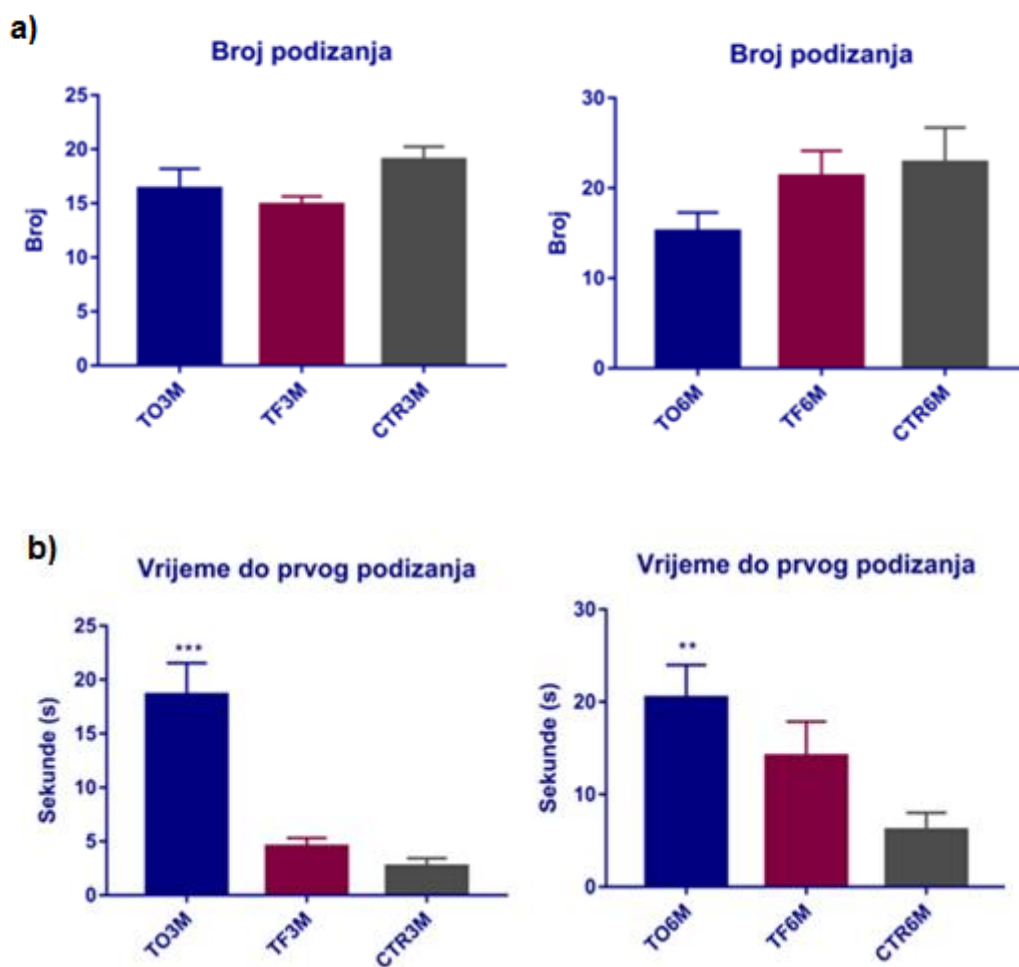 a)
Broj podizanja
Broj
25
20
15
10
5
0
TO3M
TF3M
CTR3M
Broj podizanja
Broj
30
20
10
0
TO6M
TF6M
CTR6M
b)
Vrijeme do prvog podizanja
Sekunde (s)
25
20
15
10
5
0
***
TO3M
TF3M
CTR3M
Vrijeme do prvog podizanja
Sekunde (s)
30
20
10
0
**
TO6M
TF6M
CTR6M